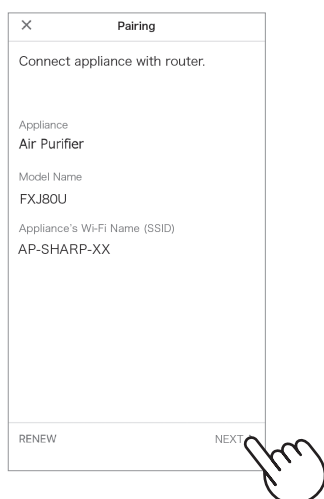 Pairing
Connect appliance with router.
Appliance
Air Purifier
Model Name
FXJ80U
Appliance's Wi-Fi Name (SSID)
AP-SHARP-XX
RENEW
NEXT